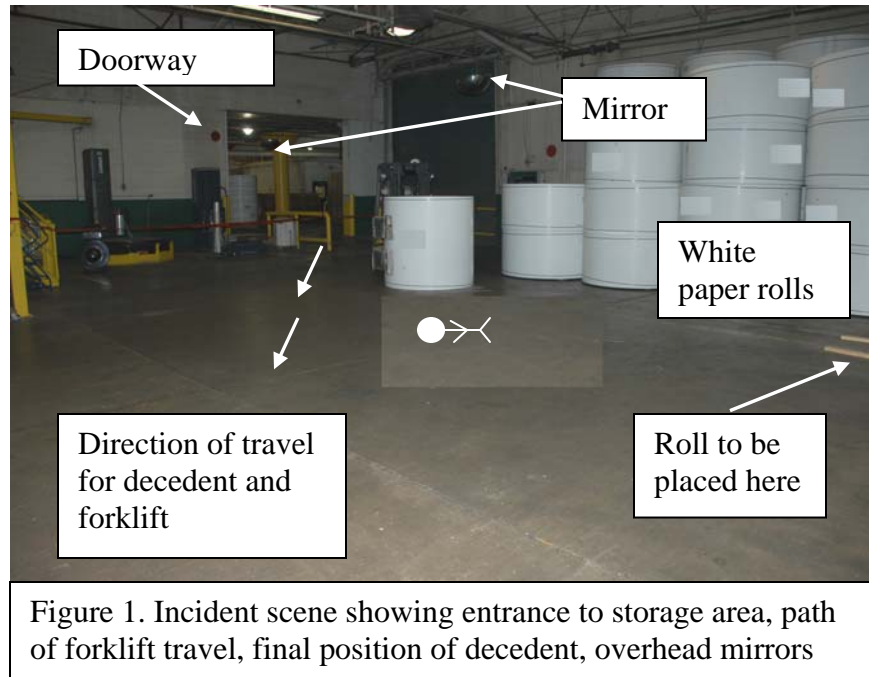 Doorway
Mirror
White
paper rolls
Direction of travel
for decedent and
forklift
Roll to be
placed here
Figure 1. Incident scene showing entrance to storage area, path
of forklift travel, final position of decedent, overhead mirrors